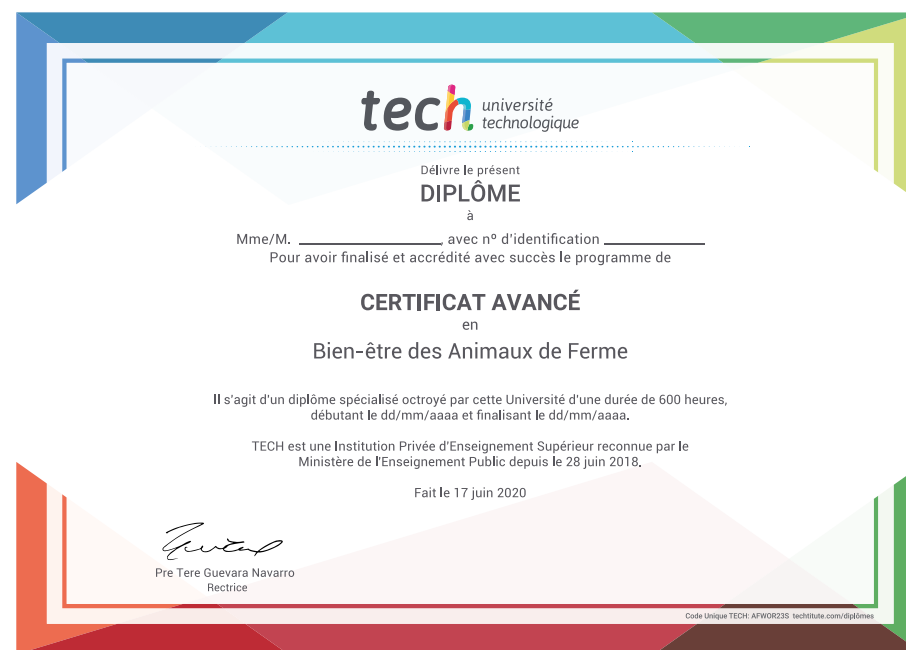 tech université
technologique
Délivre le présent
DIPLÔME
à
Mme/M. ____________________, avec nº d'identification ______________
Pour avoir finalisé et accrédité avec succès le programme de
CERTIFICAT AVANCÉ
en
Bien-être des Animaux de Ferme
Il s'agit d'un diplôme spécialisé octroyé par cette Université d'une durée de 600 heures,
débutant le dd/mm/aaaa et finalisant le dd/mm/aaaa.
TECH est une Institution Privée d'Enseignement Supérieur reconnue par le
Ministère de l'Enseignement Public depuis le 28 juin 2018.
Fait le 17 juin 2020
Pre Tere Guevara Navarro
Rectrice
Code Unique TECH: AFWOR23S techtitute.com/diplômes